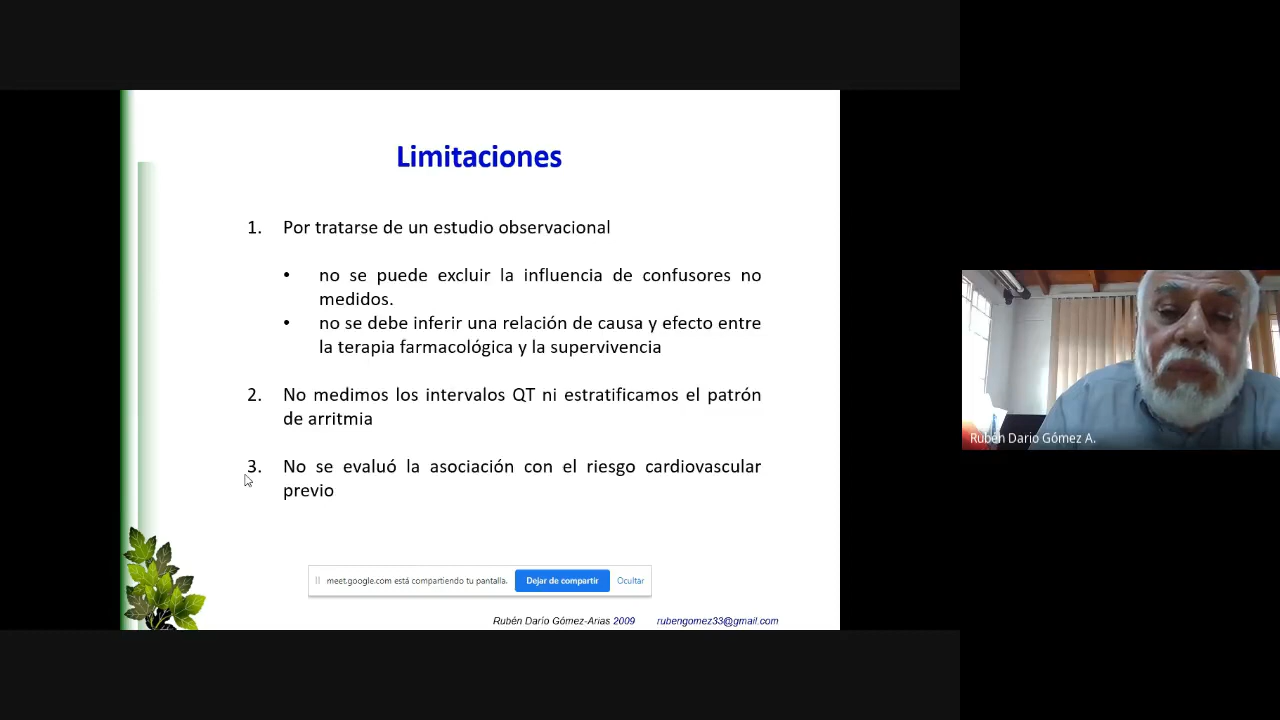 Limitaciones
1. Por tratarse de un estudio observacional
• no se puede excluir la influencia de confusores no
medidos.
• no se debe inferir una relación de causa y efecto entre
la terapia farmacológica y la supervivencia
2. No medimos los intervalos QT ni estratificamos el patrón
de arritmia
3. No se evaluó la asociación con el riesgo cardiovascular
previo
meet.google.com está compartiendo tu pantalla. Dejar de compartir Ocultar
Rubén Darío Gómez-Arias 2009 rubengomez33@gmail.com
Rubén Dario Gómez A.